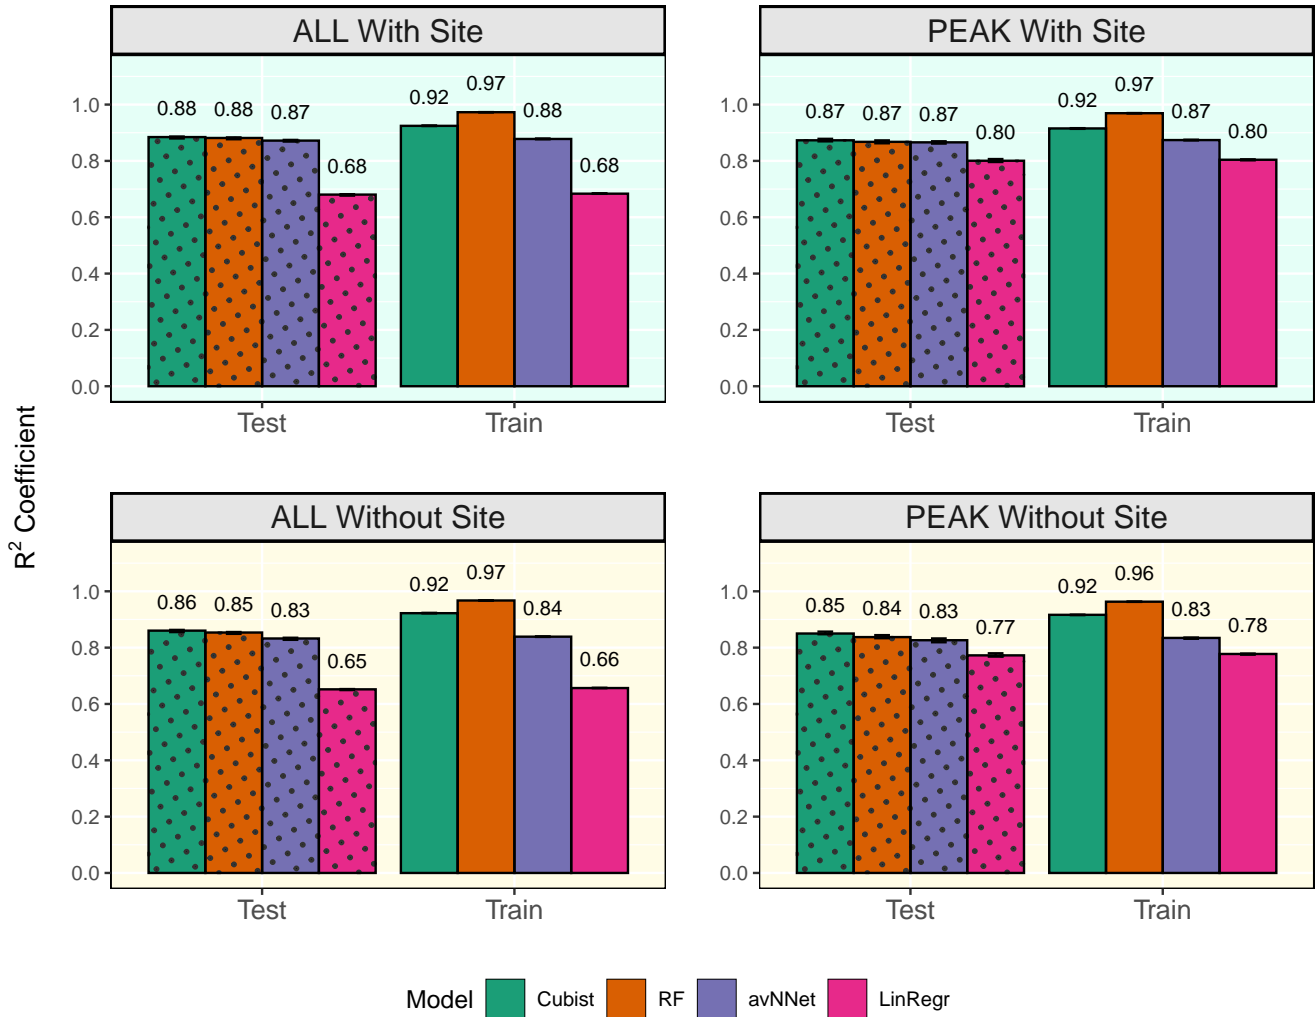 ALL With Site
PEAK With Site
0.88 0.88 0.87 0.68 0.92 0.97 0.88 0.68
0.87 0.87 0.87 0.80 0.92 0.97 0.87 0.80
1.0
0.8
0.6
0.4
0.2
0.0
1.0
0.8
0.6
0.4
0.2
0.0
Test Train
Test Train
R² Coefficient
ALL Without Site
PEAK Without Site
0.86 0.85 0.83 0.65 0.92 0.97 0.84 0.66
0.85 0.84 0.83 0.77 0.92 0.96 0.83 0.78
1.0
0.8
0.6
0.4
0.2
0.0
1.0
0.8
0.6
0.4
0.2
0.0
Test Train
Test Train
Model Cubist RF avNNet LinRegr